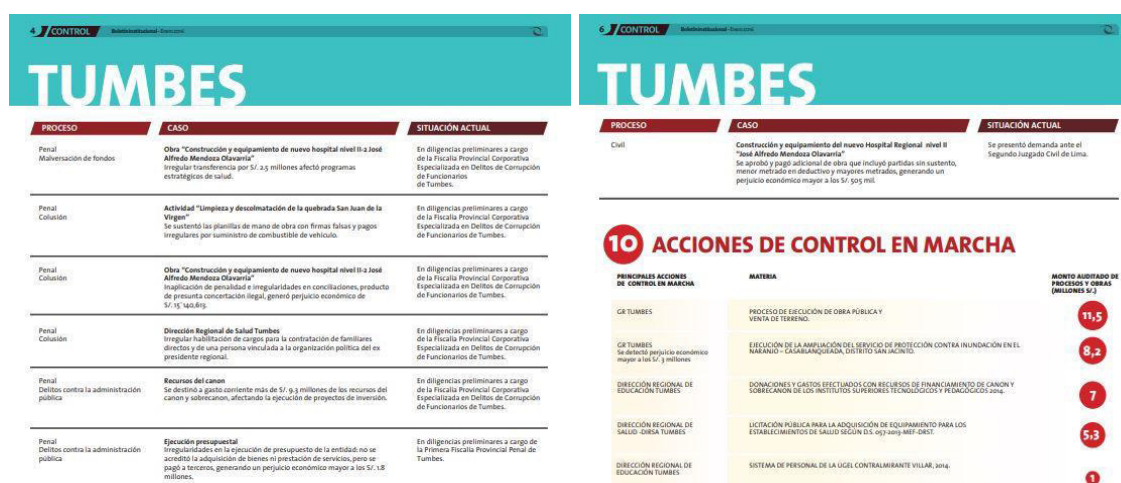 4 CONTROL Boletín Institucional - Enero 2016
TUMBES
PROCESO CASO SITUACIÓN ACTUAL
Penal
Malversación de fondos
Obra "Construcción y equipamiento de nuevo hospital nivel II-2 José
Alfredo Mendoza Olavarria"
Irregular transferencia por S/. 2.5 millones afectó programas
estratégicos de salud.
En diligencias preliminares a cargo
de la Fiscalía Provincial Corporativa
Especializada en Delitos de Corrupción
de Funcionarios
de Tumbes.
Penal
Colusión
Actividad "Limpieza y descolmatación de la quebrada San Juan de la
Virgen"
Se sustentó las planillas de mano de obra con firmas falsas y pagos
irregulares por suministro de combustible de vehículo.
En diligencias preliminares a cargo
de la Fiscalía Provincial Corporativa
Especializada en Delitos de Corrupción
de Funcionarios de Tumbes.
Penal
Colusión
Obra "Construcción y equipamiento de nuevo hospital nivel II-2 José
Alfredo Mendoza Olavarria"
Inaplicación de penalidad e irregularidades en conciliaciones, producto
de presunta concertación ilegal, generó perjuicio económico de
S/. 15'140,613.
En diligencias preliminares a cargo
de la Fiscalía Provincial Corporativa
Especializada en Delitos de Corrupción
de Funcionarios de Tumbes.
Penal
Colusión
Dirección Regional de Salud Tumbes
Irregular habilitación de cargos para la contratación de familiares
directos y de una persona vinculada a la organización política del ex
presidente regional.
En diligencias preliminares a cargo
de la Fiscalía Provincial Corporativa
Especializada en Delitos de Corrupción
de Funcionarios de Tumbes.
Penal
Delitos contra la administración
pública
Recursos del canon
Se destinó a gasto corriente más de S/. 9.3 millones de los recursos del
canon y sobrecanon, afectando la ejecución de proyectos de inversión.
En diligencias preliminares a cargo
de la Fiscalía Provincial Corporativa
Especializada en Delitos de Corrupción
de Funcionarios de Tumbes.
Penal
Delitos contra la administración
pública
Ejecución presupuestal
Irregularidades en la ejecución de presupuesto de la entidad: no se
acreditó la adquisición de bienes ni prestación de servicios, pero se
pagó a terceros, generando un perjuicio económico mayor a los S/. 1.8
millones.
En diligencias preliminares a cargo de
la Primera Fiscalía Provincial Penal de
Tumbes.
6 CONTROL Boletín Institucional - Enero 2016
TUMBES
PROCESO CASO SITUACIÓN ACTUAL
Civil
Construcción y equipamiento del nuevo Hospital Regional nivel II
"José Alfredo Mendoza Olavarria"
Se aprobó y pagó adicional de obra que incluyó partidas sin sustento,
menor metrado en deductivo y mayores metrados, generando un
perjuicio económico mayor a los S/. 505 mil.
Se presentó demanda ante el
Segundo Juzgado Civil de Lima.
10 ACCIONES DE CONTROL EN MARCHA
PRINCIPALES ACCIONES
DE CONTROL EN MARCHA
MATERIA
MONTO AUDITADO DE
PROCESOS Y OBRAS
(MILLONES S/.)
GR TUMBES
PROCESO DE EJECUCIÓN DE OBRA PÚBLICA Y
VENTA DE TERRENO.
11,5
GR TUMBES
Se detectó perjuicio económico
mayor a los S/. 3 millones
EJECUCIÓN DE LA AMPLIACIÓN DEL SERVICIO DE PROTECCIÓN CONTRA INUNDACIÓN EN EL
NARANJO – CASABLANQUEADA, DISTRITO SAN JACINTO.
8,2
DIRECCIÓN REGIONAL DE
EDUCACIÓN TUMBES
DONACIONES Y GASTOS EFECTUADOS CON RECURSOS DE FINANCIAMIENTO DE CANON Y
SOBRECANON DE LOS INSTITUTOS SUPERIORES TECNOLÓGICOS Y PEDAGÓGICOS 2014.
7
DIRECCIÓN REGIONAL DE
SALUD -DIRSA TUMBES
LICITACIÓN PÚBLICA PARA LA ADQUISICIÓN DE EQUIPAMIENTO PARA LOS
ESTABLECIMIENTOS DE SALUD SEGÚN D.S. 057-2013-MEF-DRST.
5,3
DIRECCIÓN REGIONAL DE
EDUCACIÓN TUMBES
SISTEMA DE PERSONAL DE LA UGEL CONTRALMIRANTE VILLAR, 2014.
1